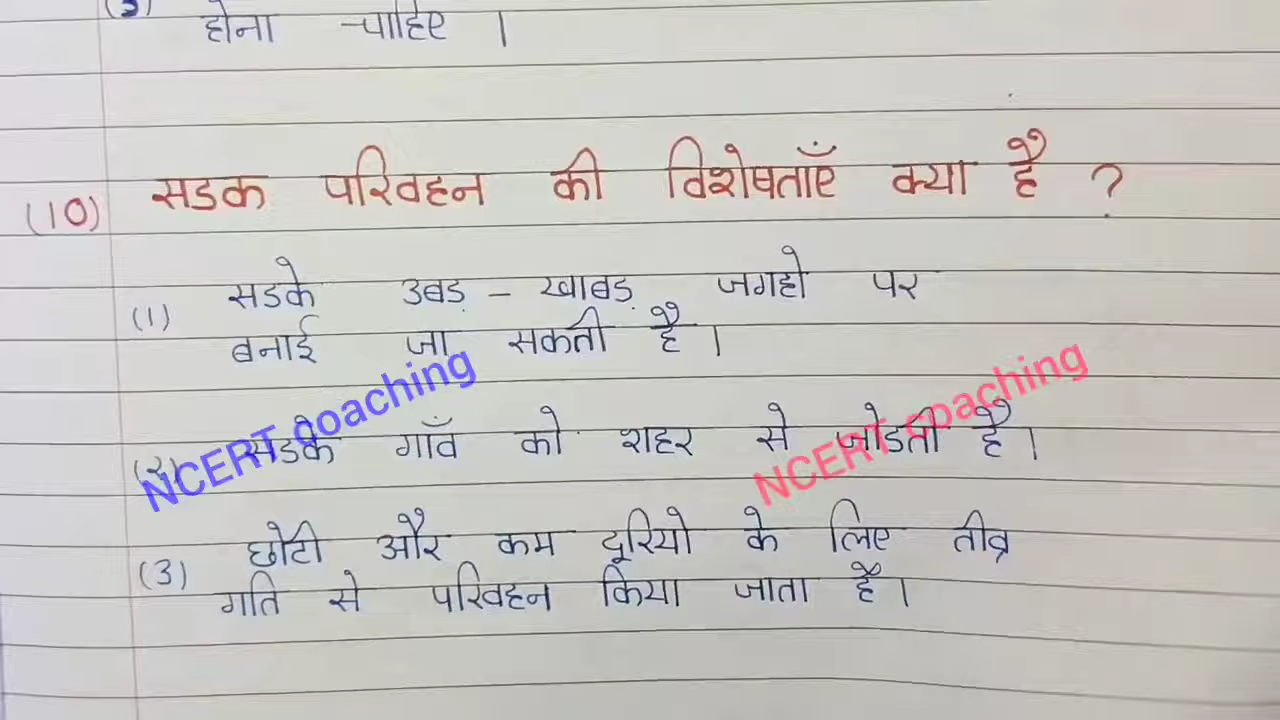 (3)
होना चाहिए ।
(10) सडक परिवहन की विशेषताएँ क्या है ?
(1) सडके उबड़ - खाबड़ जगहो पर
बनाई जा सकती है ।
(2) सडके गाँव को शहर से जोडती है ।
(3) छोटी और कम दूरियो के लिए तीव्र
गति से परिवहन किया जाता है ।
NCERT coaching
NCERT coaching